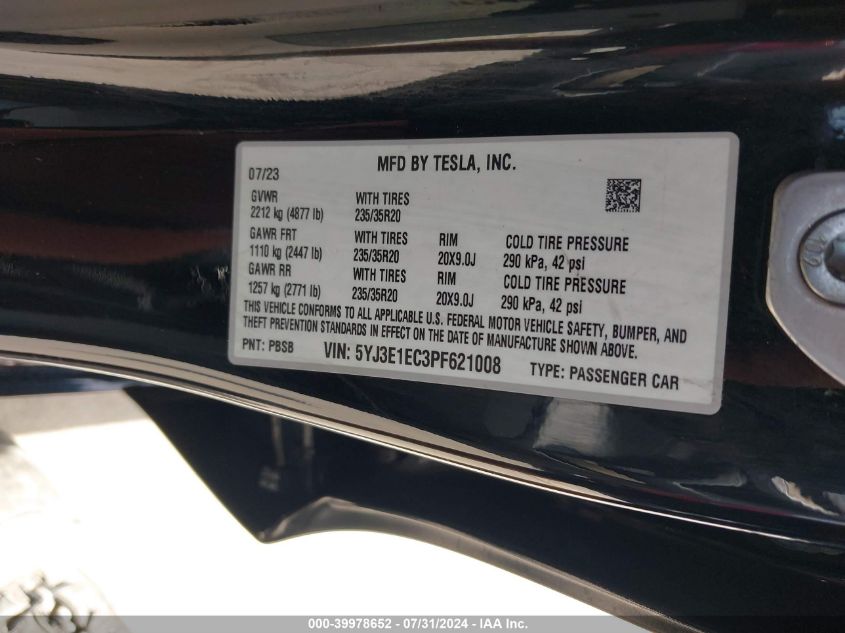 MFD BY TESLA, INC.
07/23
GVWR WITH TIRES
2212 kg (4877 lb) 235/35R20
GAWR FRT WITH TIRES RIM COLD TIRE PRESSURE
1110 kg (2447 lb) 235/35R20 20X9.0J 290 kPa, 42 psi
GAWR RR WITH TIRES RIM COLD TIRE PRESSURE
1257 kg (2771 lb) 235/35R20 20X9.0J 290 kPa, 42 psi
THIS VEHICLE CONFORMS TO ALL APPLICABLE U.S. FEDERAL MOTOR VEHICLE SAFETY, BUMPER, AND
THEFT PREVENTION STANDARDS IN EFFECT ON THE DATE OF MANUFACTURE SHOWN ABOVE.
PNT: PBSB VIN: 5YJ3E1EC3PF621008 TYPE: PASSENGER CAR
000-39978652 - 07/31/2024 - IAA Inc.